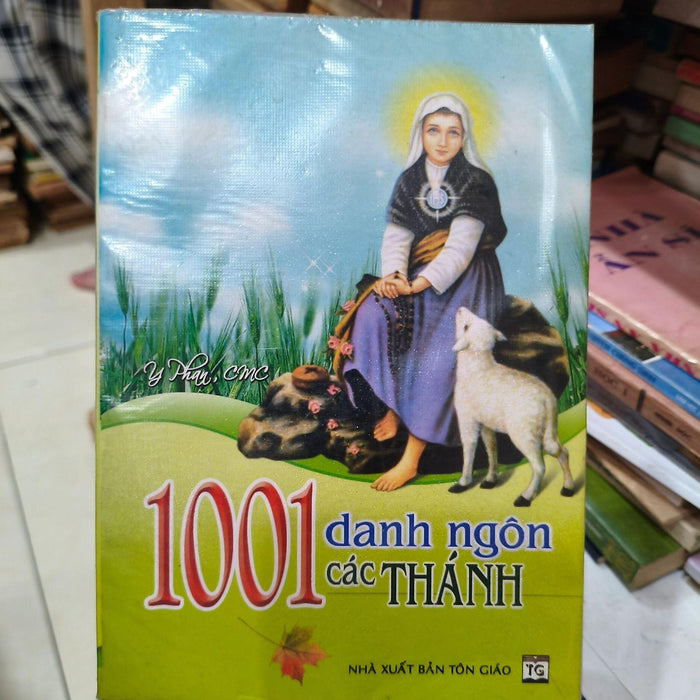 Y Phan, CMC
1001 danh ngôn
các THÁNH
NHÀ XUẤT BẢN TÔN GIÁO TG